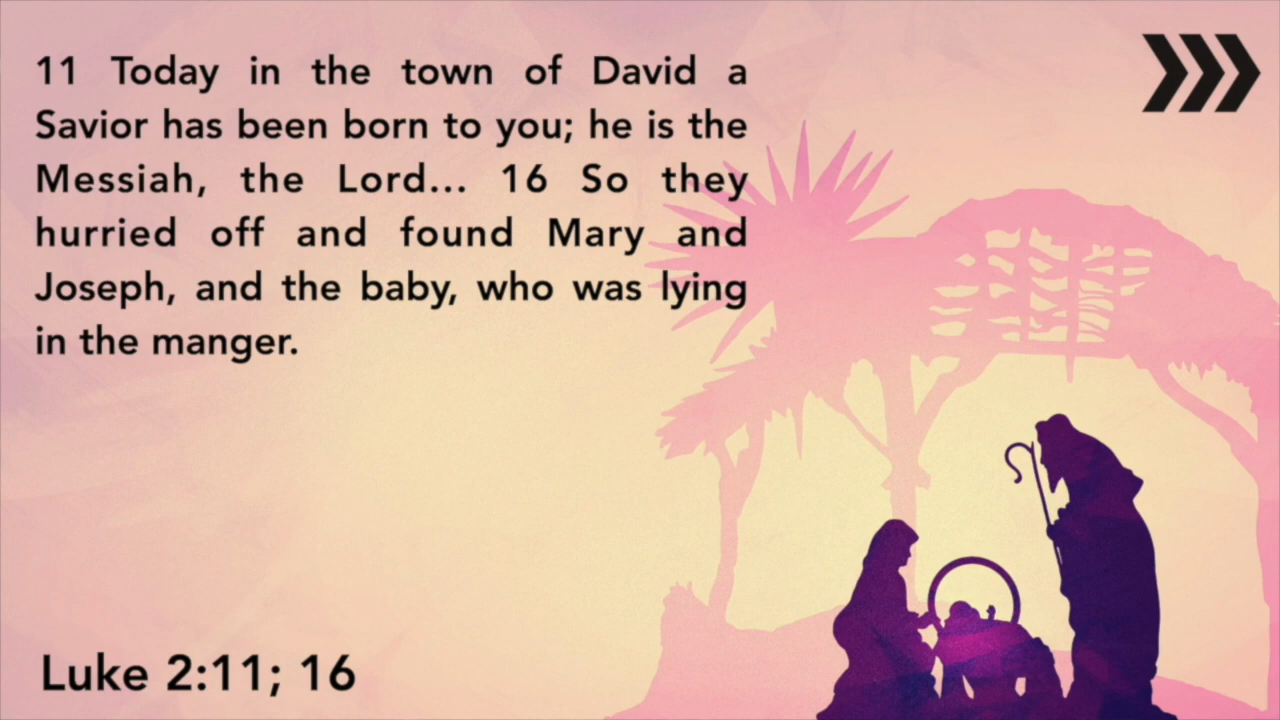 11 Today in the town of David a
Savior has been born to you; he is the
Messiah, the Lord... 16 So they
hurried off and found Mary and
Joseph, and the baby, who was lying
in the manger.
Luke 2:11; 16